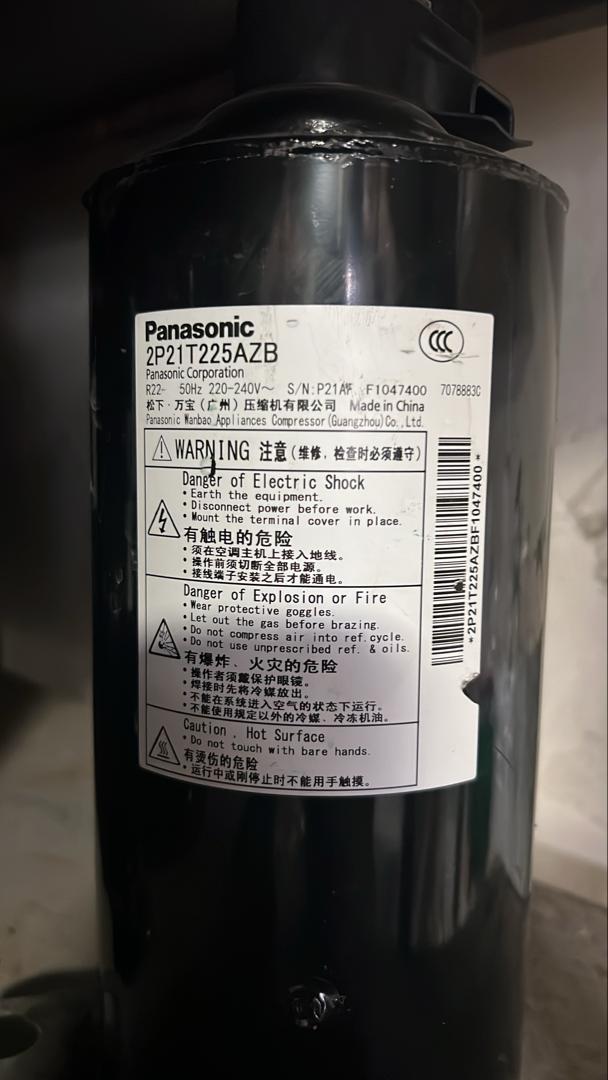 Panasonic
2P21T225AZB
Panasonic Corporation
R22 50Hz 220-240V~ S/N:P21 F1047400 7078883C
松下·万宝(广州)压缩机有限公司 Made in China
Panasonic Wanbao Appliances Compressor (Guangzhou) Co.,Ltd.
CCC
WARNING 注意(维修，检查时必须遵守)
Danger of Electric Shock
• Earth the equipment.
• Disconnect power before work.
• Mount the terminal cover in place.
有触电的危险
• 须在空调主机上接入地线。
• 操作前须切断全部电源。
• 接线端子安装之后才能通电。
Danger of Explosion or Fire
• Wear protective goggles.
• Let out the gas before brazing.
• Do not compress air into ref. cycle.
• Do not use unprescribed ref. & oils.
有爆炸、火灾的危险
• 操作者须戴保护眼镜。
• 焊接时先将冷媒放出。
• 不能在系统进入空气的状态下运行。
• 不能使用规定以外的冷媒、冷冻机油。
Caution , Hot Surface
• Do not touch with bare hands.
有烫伤的危险
• 运行中或刚停止时不能用手触摸。
*2P21T225AZBF1047400*